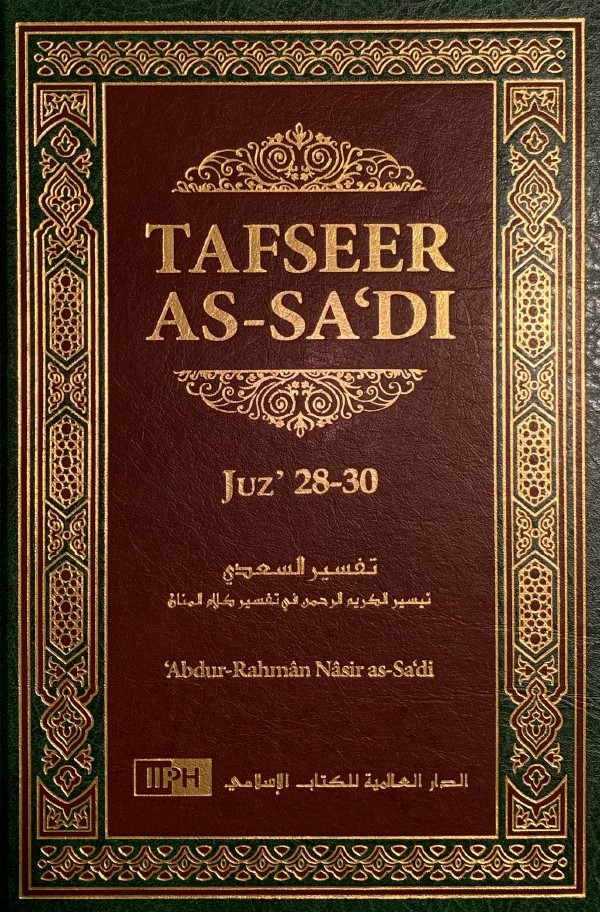 TAFSEER
AS-SA‘DI
JUZ’ 28-30
تفسير السعدي
تيسير الكريم الرحمن في تفسير كلام المنان
‘Abdur-Rahmân Nâsir as-Sa‘di
IIPH الدار العالمية للكتاب الإسلامي